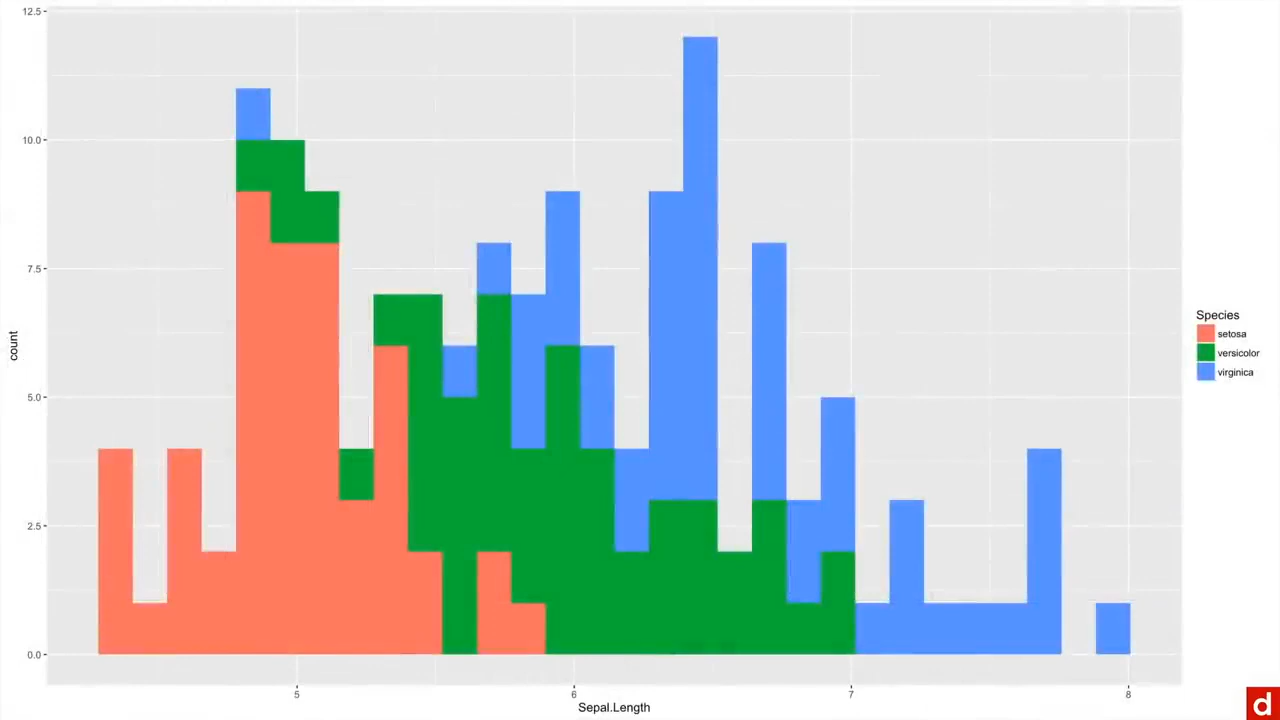 12.5
10.0
7.5
5.0
2.5
0.0
count
5 6 7 8
Sepal.Length
Species
setosa
versicolor
virginica
d